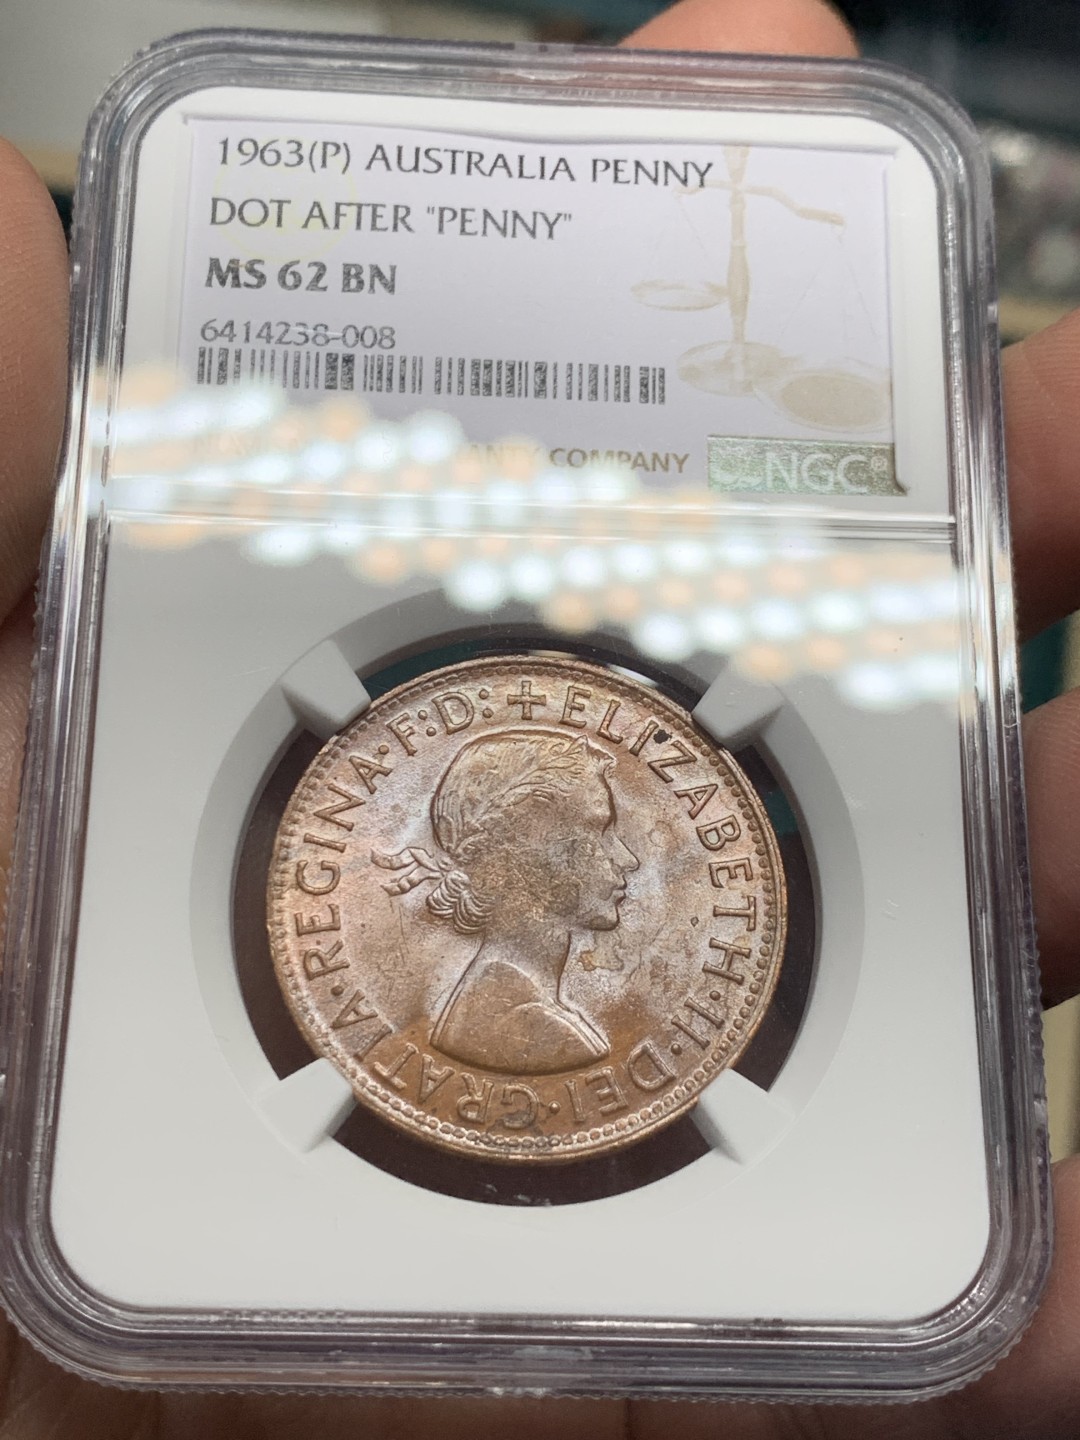 1963(P) AUSTRALIA PENNY
DOT AFTER "PENNY"
MS 62 BN
6414238-008
COMPANY
NGC®
+ELIZABETH·II·DEI·GRATIA·REGINA·F:D: